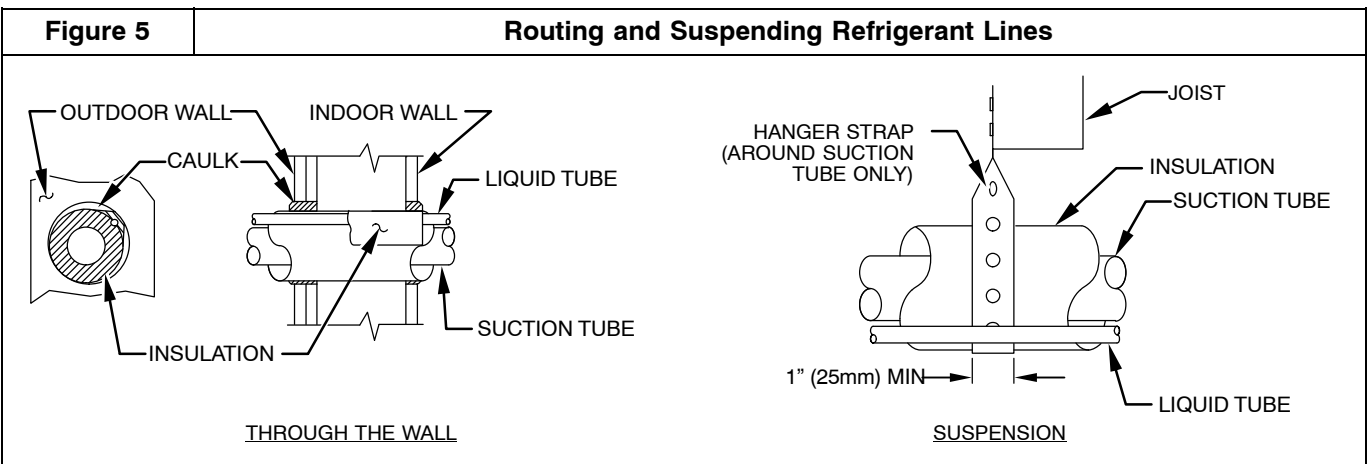 Figure 5
Routing and Suspending Refrigerant Lines
OUTDOOR WALL
INDOOR WALL
CAULK
LIQUID TUBE
SUCTION TUBE
INSULATION
THROUGH THE WALL
JOIST
HANGER STRAP
(AROUND SUCTION
TUBE ONLY)
INSULATION
SUCTION TUBE
1” (25mm) MIN
LIQUID TUBE
SUSPENSION